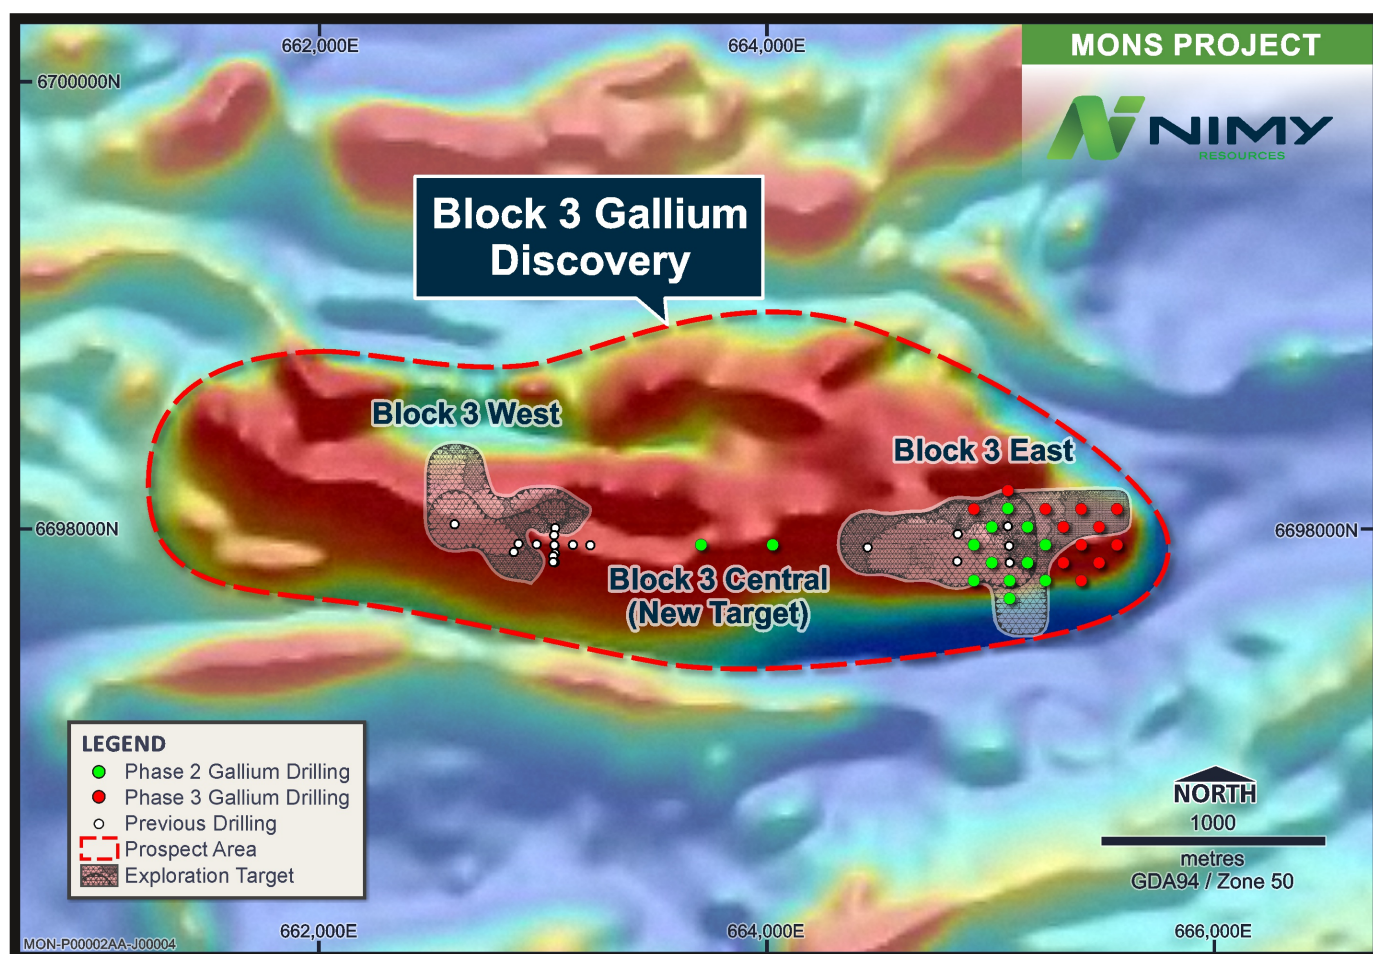 662,000E
664,000E
MONS PROJECT
6700000N
NIMY
RESOURCES
Block 3 Gallium
Discovery
Block 3 West
Block 3 East
6698000N
6698000N
Block 3 Central
(New Target)
LEGEND
Phase 2 Gallium Drilling
Phase 3 Gallium Drilling
Previous Drilling
Prospect Area
Exploration Target
NORTH
1000
metres
GDA94 / Zone 50
662,000E
664,000E
666,000E
MON-P00002AA-J00004